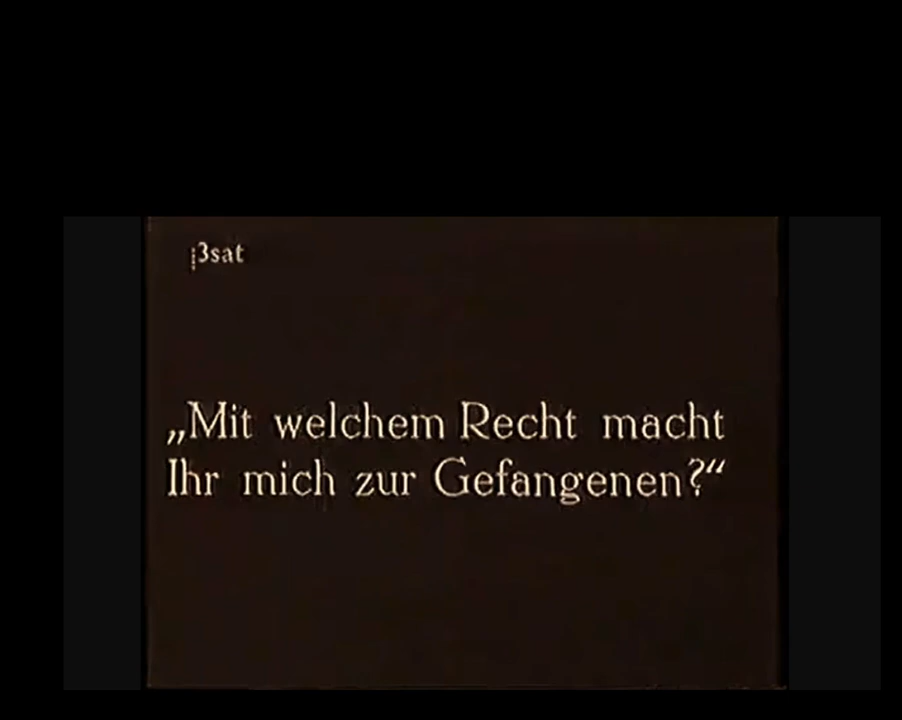 3sat
„Mit welchem Recht macht
Ihr mich zur Gefangenen?“